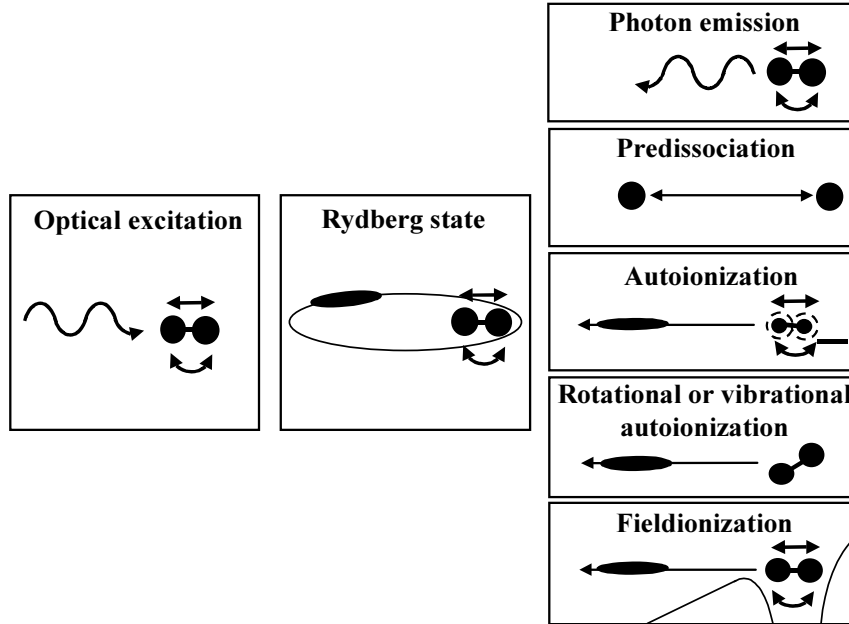 Optical excitation
Rydberg state
Photon emission
Predissociation
Autoionization
Rotational or vibrational
autoionization
Fieldionization